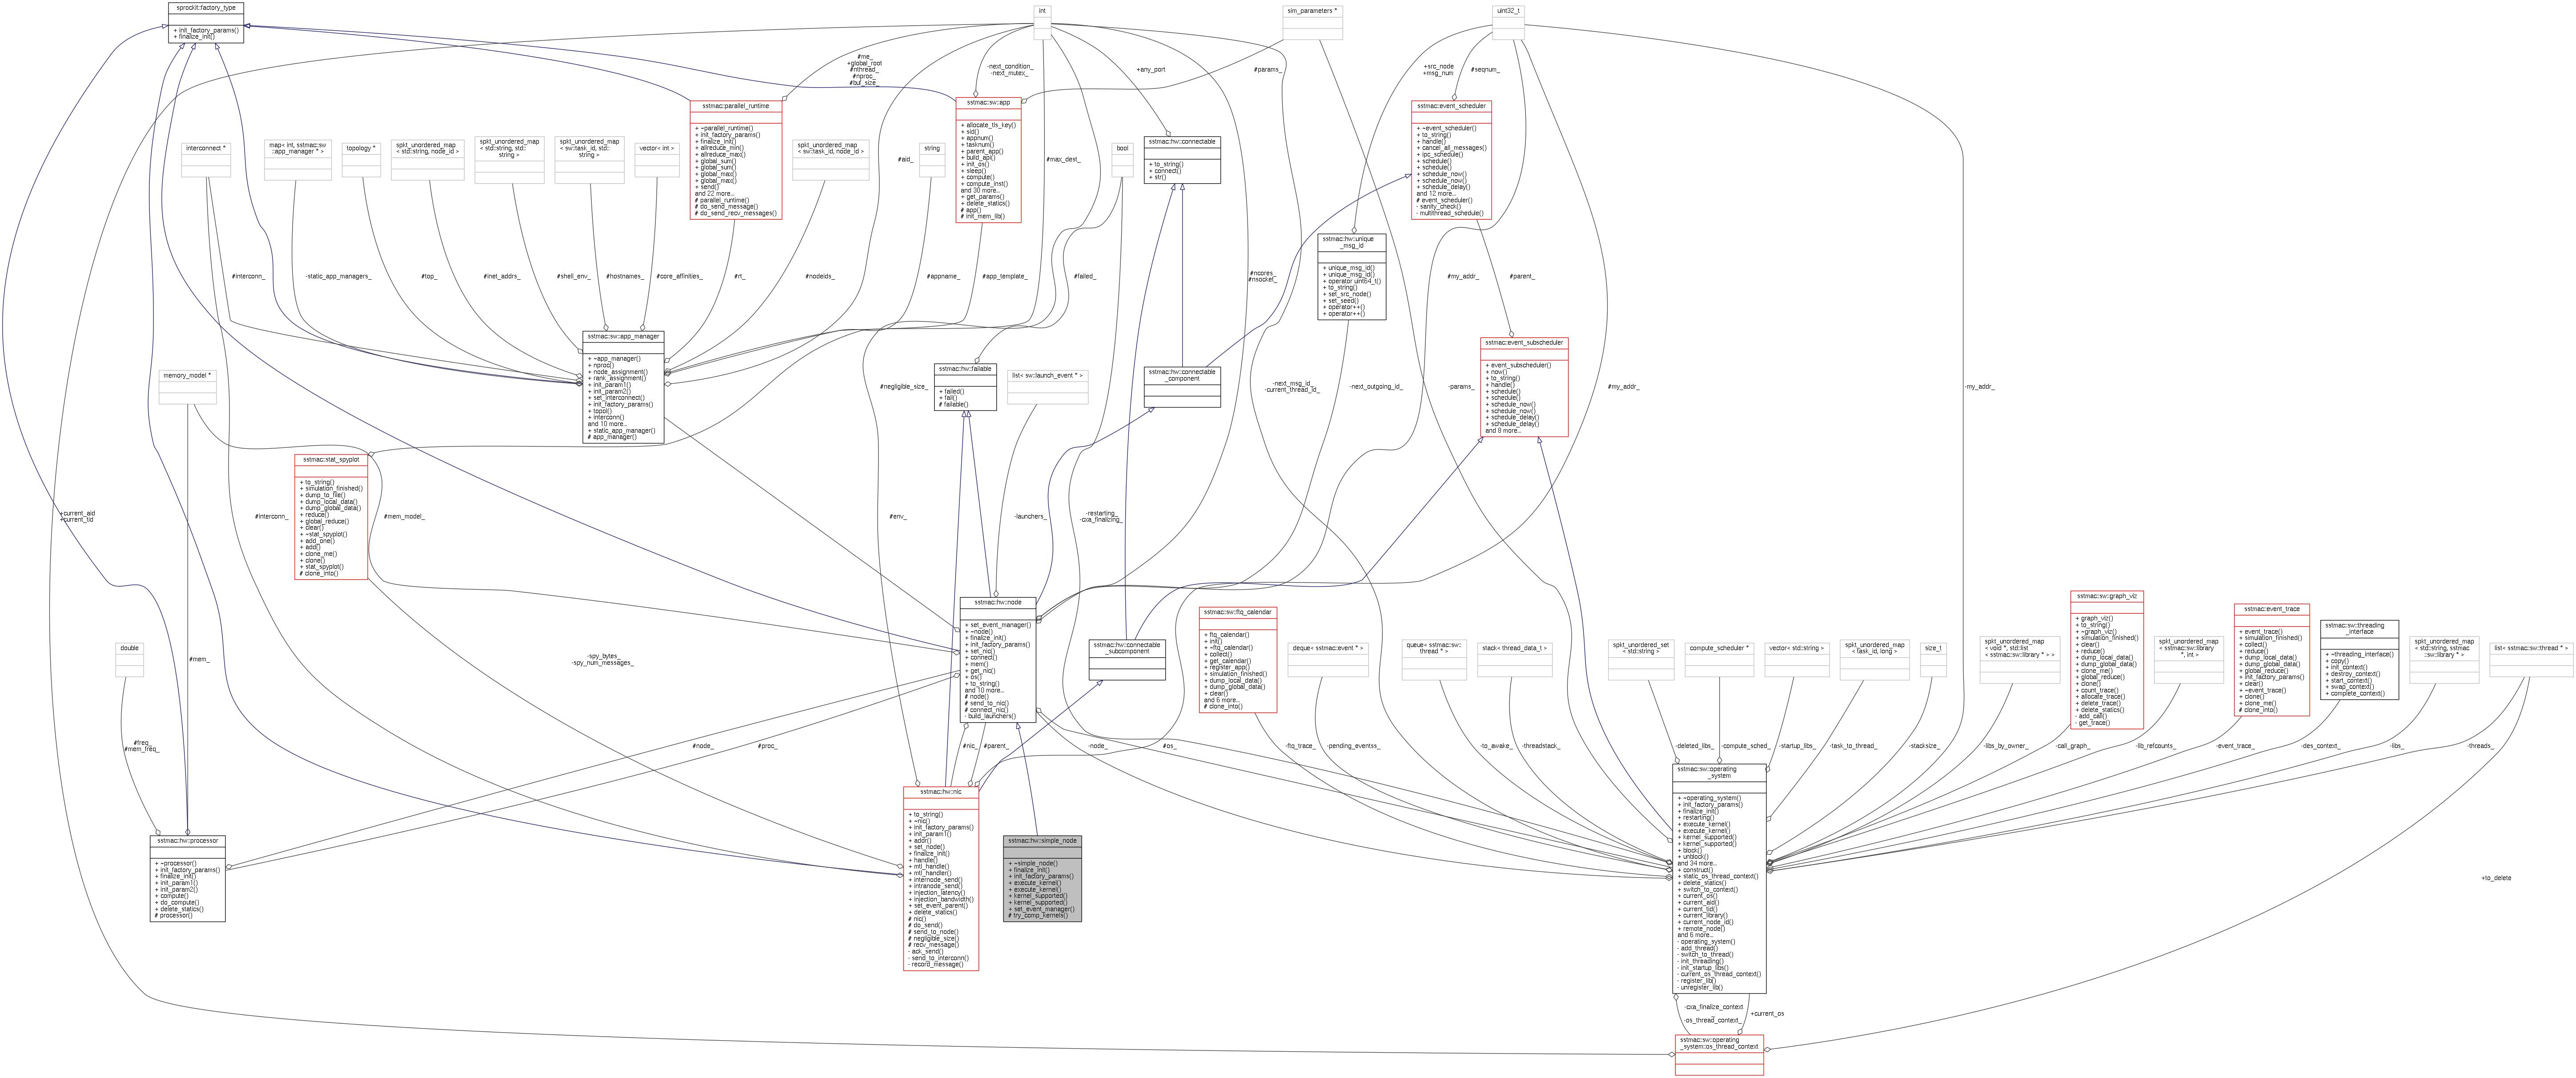 sprockit::factory_type
+ init_factory_params()
+ finalize_init()
int
sim_parameters *
uint32_t
#me_
+global_root
#nthread_
#nproc_
#buf_size_
-next_condition_
-next_mutex_
+any_port
#params_
+src_node
+msg_num
#seqnum_
sstmac::parallel_runtime
+ ~parallel_runtime()
+ init_factory_params()
+ finalize_init()
+ allreduce_min()
+ allreduce_max()
+ global_sum()
+ global_sum()
+ global_max()
+ global_max()
+ send()
and 22 more...
# parallel_runtime()
# do_send_message()
# do_send_recv_messages()
sstmac::sw::app
+ allocate_tls_key()
+ sid()
+ appnum()
+ tasknum()
+ parent_app()
+ build_api()
+ init_os()
+ sleep()
+ compute()
+ compute_inst()
and 30 more...
+ get_params()
+ delete_statics()
# app()
# init_mem_lib()
sstmac::event_scheduler
+ ~event_scheduler()
+ to_string()
+ handle()
+ cancel_all_messages()
+ ipc_schedule()
+ schedule()
+ schedule()
+ schedule_now()
+ schedule_now()
+ schedule_delay()
and 12 more...
# event_scheduler()
- sanity_check()
- multithread_schedule()
interconnect *
map< int, sstmac::sw
::app_manager * >
topology *
spkt_unordered_map
< std::string, node_id >
spkt_unordered_map
< std::string, std::
string >
spkt_unordered_map
< sw::task_id, std::
string >
vector< int >
spkt_unordered_map
< sw::task_id, node_id >
#aid_
string
#max_dest_
bool
sstmac::hw::connectable
+ to_string()
+ connect()
+ str()
sstmac::hw::unique
_msg_id
+ unique_msg_id()
+ unique_msg_id()
+ operator uint64_t()
+ to_string()
+ set_src_node()
+ set_seed()
+ operator++()
+ operator++()
#interconn_
-static_app_managers_
#top_
#inet_addrs_
#shell_env_
#hostnames_
#core_affinities_
#rt_
#nodeids_
#appname_
#app_template_
#failed_
#ncores_
#nsocket_
#my_addr_
#parent_
sstmac::sw::app_manager
+ ~app_manager()
+ nproc()
+ node_assignment()
+ rank_assignment()
+ init_param1()
+ init_param2()
+ set_interconnect()
+ init_factory_params()
+ topol()
+ interconn()
and 10 more...
+ static_app_manager()
# app_manager()
memory_model *
#negligible_size_
sstmac::hw::failable
+ failed()
+ fail()
# failable()
list< sw::launch_event * >
sstmac::hw::connectable
_component
-next_msg_id_
-current_thread_id_
-next_outgoing_id_
-params_
sstmac::event_subscheduler
+ event_subscheduler()
+ now()
+ to_string()
+ handle()
+ schedule()
+ schedule()
+ schedule_now()
+ schedule_now()
+ schedule_delay()
+ schedule_delay()
and 8 more...
#my_addr_
-my_addr_
sstmac::stat_spyplot
+ to_string()
+ simulation_finished()
+ dump_to_file()
+ dump_local_data()
+ dump_global_data()
+ reduce()
+ global_reduce()
+ clear()
+ ~stat_spyplot()
+ add_one()
+ add()
+ clone_me()
+ clone()
+ stat_spyplot()
# clone_into()
+current_aid
+current_tid
#interconn_
#mem_model_
#env_
-launchers_
-restarting_
-cxa_finalizing_
double
#mem_
-spy_bytes_
-spy_num_messages_
sstmac::hw::node
+ set_event_manager()
+ ~node()
+ finalize_init()
+ init_factory_params()
+ set_nic()
+ connect()
+ mem()
+ get_nic()
+ os()
+ to_string()
and 10 more...
# node()
# send_to_nic()
# connect_nic()
- build_launchers()
sstmac::hw::connectable
_subcomponent
sstmac::sw::ftq_calendar
+ ftq_calendar()
+ init()
+ ~ftq_calendar()
+ collect()
+ get_calendar()
+ register_app()
+ simulation_finished()
+ dump_local_data()
+ dump_global_data()
+ clear()
and 6 more...
# clone_into()
deque< sstmac::event * >
queue< sstmac::sw::
thread * >
stack< thread_data_t >
spkt_unordered_set
< std::string >
compute_scheduler *
vector< std::string >
spkt_unordered_map
< task_id, long >
size_t
spkt_unordered_map
< void *, std::list
< sstmac::sw::library * > >
sstmac::sw::graph_viz
+ graph_viz()
+ to_string()
+ ~graph_viz()
+ simulation_finished()
+ clear()
+ reduce()
+ dump_local_data()
+ dump_global_data()
+ clone_me()
+ global_reduce()
+ clone()
+ count_trace()
+ allocate_trace()
+ delete_trace()
+ delete_statics()
- add_call()
- get_trace()
spkt_unordered_map
< sstmac::sw::library
*, int >
sstmac::event_trace
+ event_trace()
+ simulation_finished()
+ collect()
+ reduce()
+ dump_local_data()
+ dump_global_data()
+ global_reduce()
+ init_factory_params()
+ clear()
+ ~event_trace()
+ clone()
+ clone_me()
# clone_into()
sstmac::sw::threading
_interface
+ ~threading_interface()
+ copy()
+ init_context()
+ destroy_context()
+ start_context()
+ swap_context()
+ complete_context()
spkt_unordered_map
< std::string, sstmac
::sw::library * >
list< sstmac::sw::thread * >
#freq_
#mem_freq_
#node_
#proc_
#nic_
#parent_
-node_
#os_
-ftq_trace_
-pending_eventss_
-to_awake_
-threadstack_
-deleted_libs_
-compute_sched_
-startup_libs_
-task_to_thread_
-stacksize_
-libs_by_owner_
-call_graph_
-lib_refcounts_
-event_trace_
-des_context_
-libs_
-threads_
sstmac::hw::processor
+ ~processor()
+ init_factory_params()
+ finalize_init()
+ init_param1()
+ init_param2()
+ compute()
+ do_compute()
+ delete_statics()
# processor()
sstmac::hw::nic
+ to_string()
+ ~nic()
+ init_factory_params()
+ init_param1()
+ addr()
+ set_node()
+ finalize_init()
+ handle()
+ mtl_handle()
+ mtl_handler()
+ internode_send()
+ intranode_send()
+ injection_latency()
+ injection_bandwidth()
+ set_event_parent()
+ delete_statics()
# nic()
# do_send()
# send_to_node()
# negligible_size()
# recv_message()
- ack_send()
- send_to_interconn()
- record_message()
sstmac::hw::simple_node
+ ~simple_node()
+ finalize_init()
+ init_factory_params()
+ execute_kernel()
+ execute_kernel()
+ kernel_supported()
+ kernel_supported()
+ set_event_manager()
# try_comp_kernels()
sstmac::sw::operating
_system
+ ~operating_system()
+ init_factory_params()
+ finalize_init()
+ restarting()
+ execute_kernel()
+ execute_kernel()
+ kernel_supported()
+ kernel_supported()
+ block()
+ unblock()
and 34 more...
+ construct()
+ static_os_thread_context()
+ delete_statics()
+ switch_to_context()
+ current_os()
+ current_aid()
+ current_tid()
+ current_library()
+ current_node_id()
+ remote_node()
and 6 more...
- operating_system()
- add_thread()
- switch_to_thread()
- init_threading()
- init_startup_libs()
- current_os_thread_context()
- register_lib()
- unregister_lib()
+to_delete
-cxa_finalize_context
_
-os_thread_context_
+current_os
sstmac::sw::operating
_system::os_thread_context